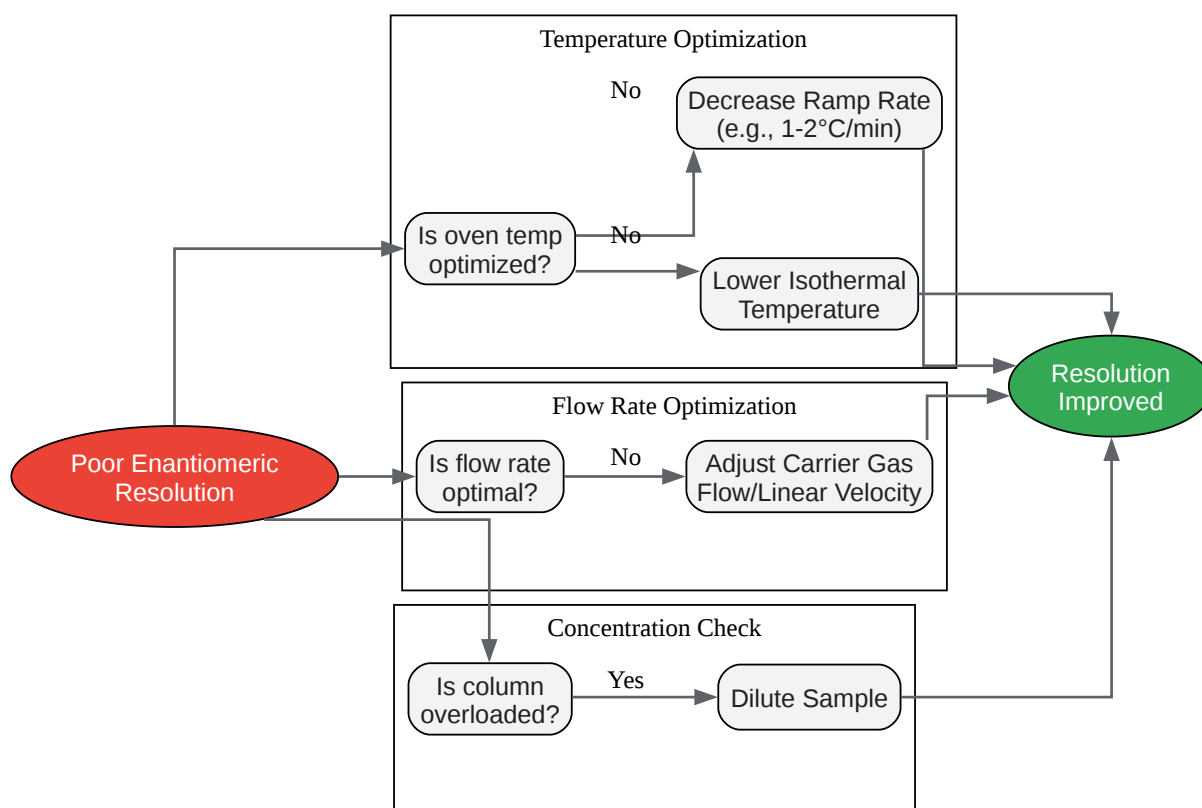 Temperature Optimization
No
Decrease Ramp Rate
(e.g., 1-2°C/min)
Is oven temp
optimized?
No
Lower Isothermal
Temperature
Resolution
Improved
Flow Rate Optimization
Poor Enantiomeric
Resolution
Is flow rate
optimal?
No
Adjust Carrier Gas
Flow/Linear Velocity
Concentration Check
Is column
overloaded?
Yes
Dilute Sample